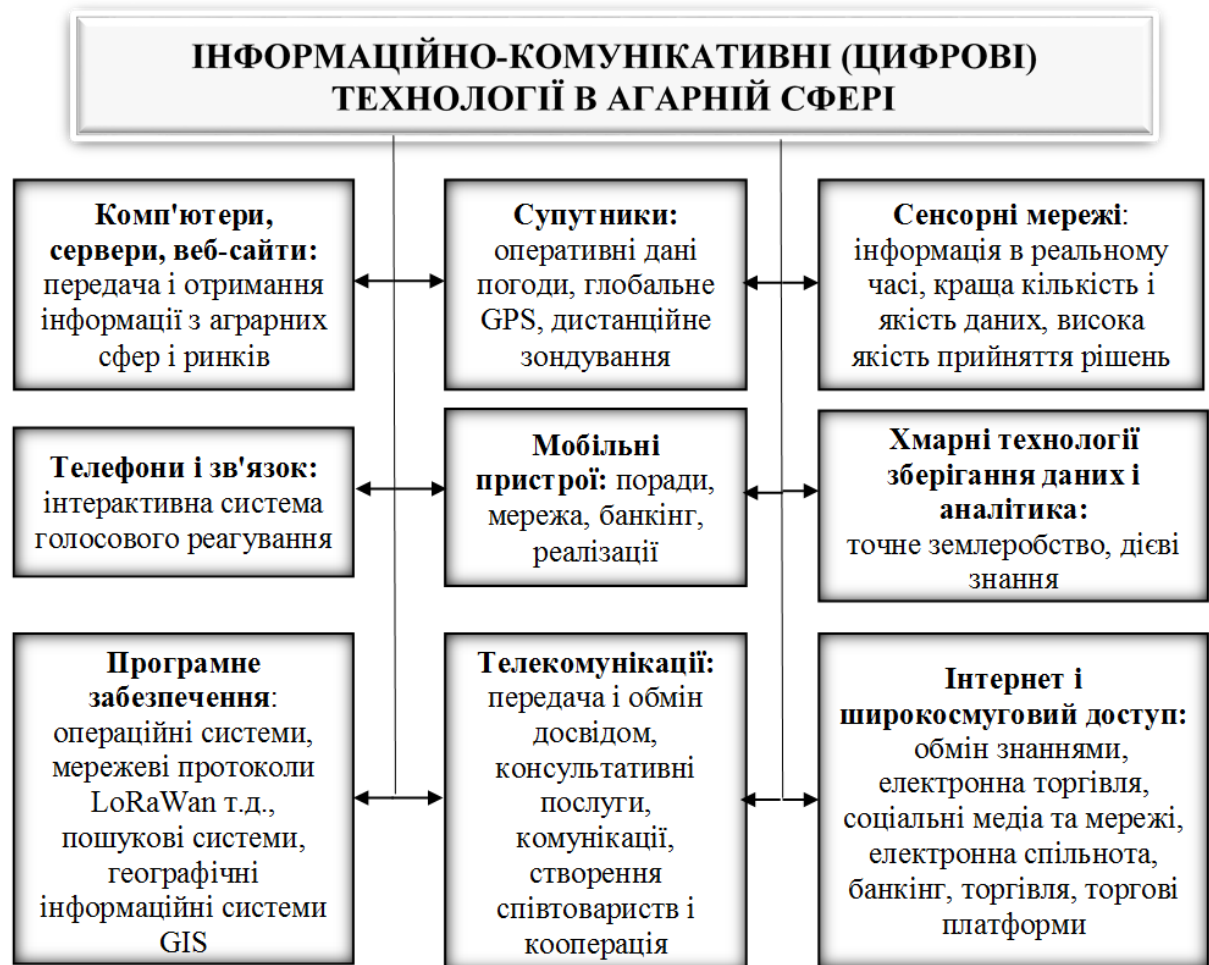 ІНФОРМАЦІЙНО-КОМУНІКАТИВНІ (ЦИФРОВІ)
ТЕХНОЛОГІЇ В АГАРНІЙ СФЕРІ
Комп'ютери,
сервери, веб-сайти:
передача і отримання
інформації з аграрних
сфер і ринків
Супутники:
оперативні дані
погоди, глобальне
GPS, дистанційне
зондування
Сенсорні мережі:
інформація в реальному
часі, краща кількість і
якість даних, висока
якість прийняття рішень
Телефони і зв'язок:
інтерактивна система
голосового реагування
Мобільні
пристрої: поради,
мережа, банкінг,
реалізації
Хмарні технології
зберігання даних і
аналітика:
точне землеробство, дієві
знання
Програмне
забезпечення:
операційні системи,
мережеві протоколи
LoRaWan т.д.,
пошукові системи,
географічні
інформаційні системи
GIS
Телекомунікації:
передача і обмін
досвідом,
консультативні
послуги,
комунікації,
створення
співтовариств і
кооперація
Інтернет і
широкосмуговий доступ:
обмін знаннями,
електронна торгівля,
соціальні медіа та мережі,
електронна спільнота,
банкінг, торгівля, торгові
платформи